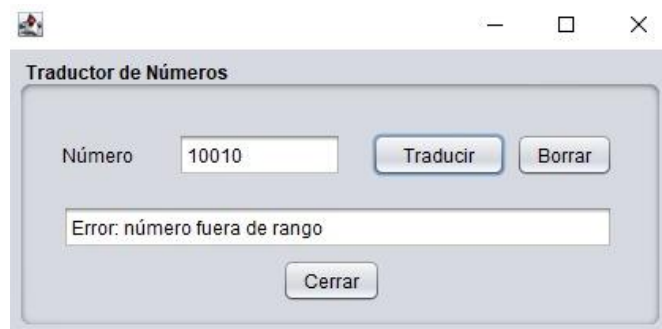 Traductor de Números
Número 10010 Traducir Borrar
Error: número fuera de rango
Cerrar